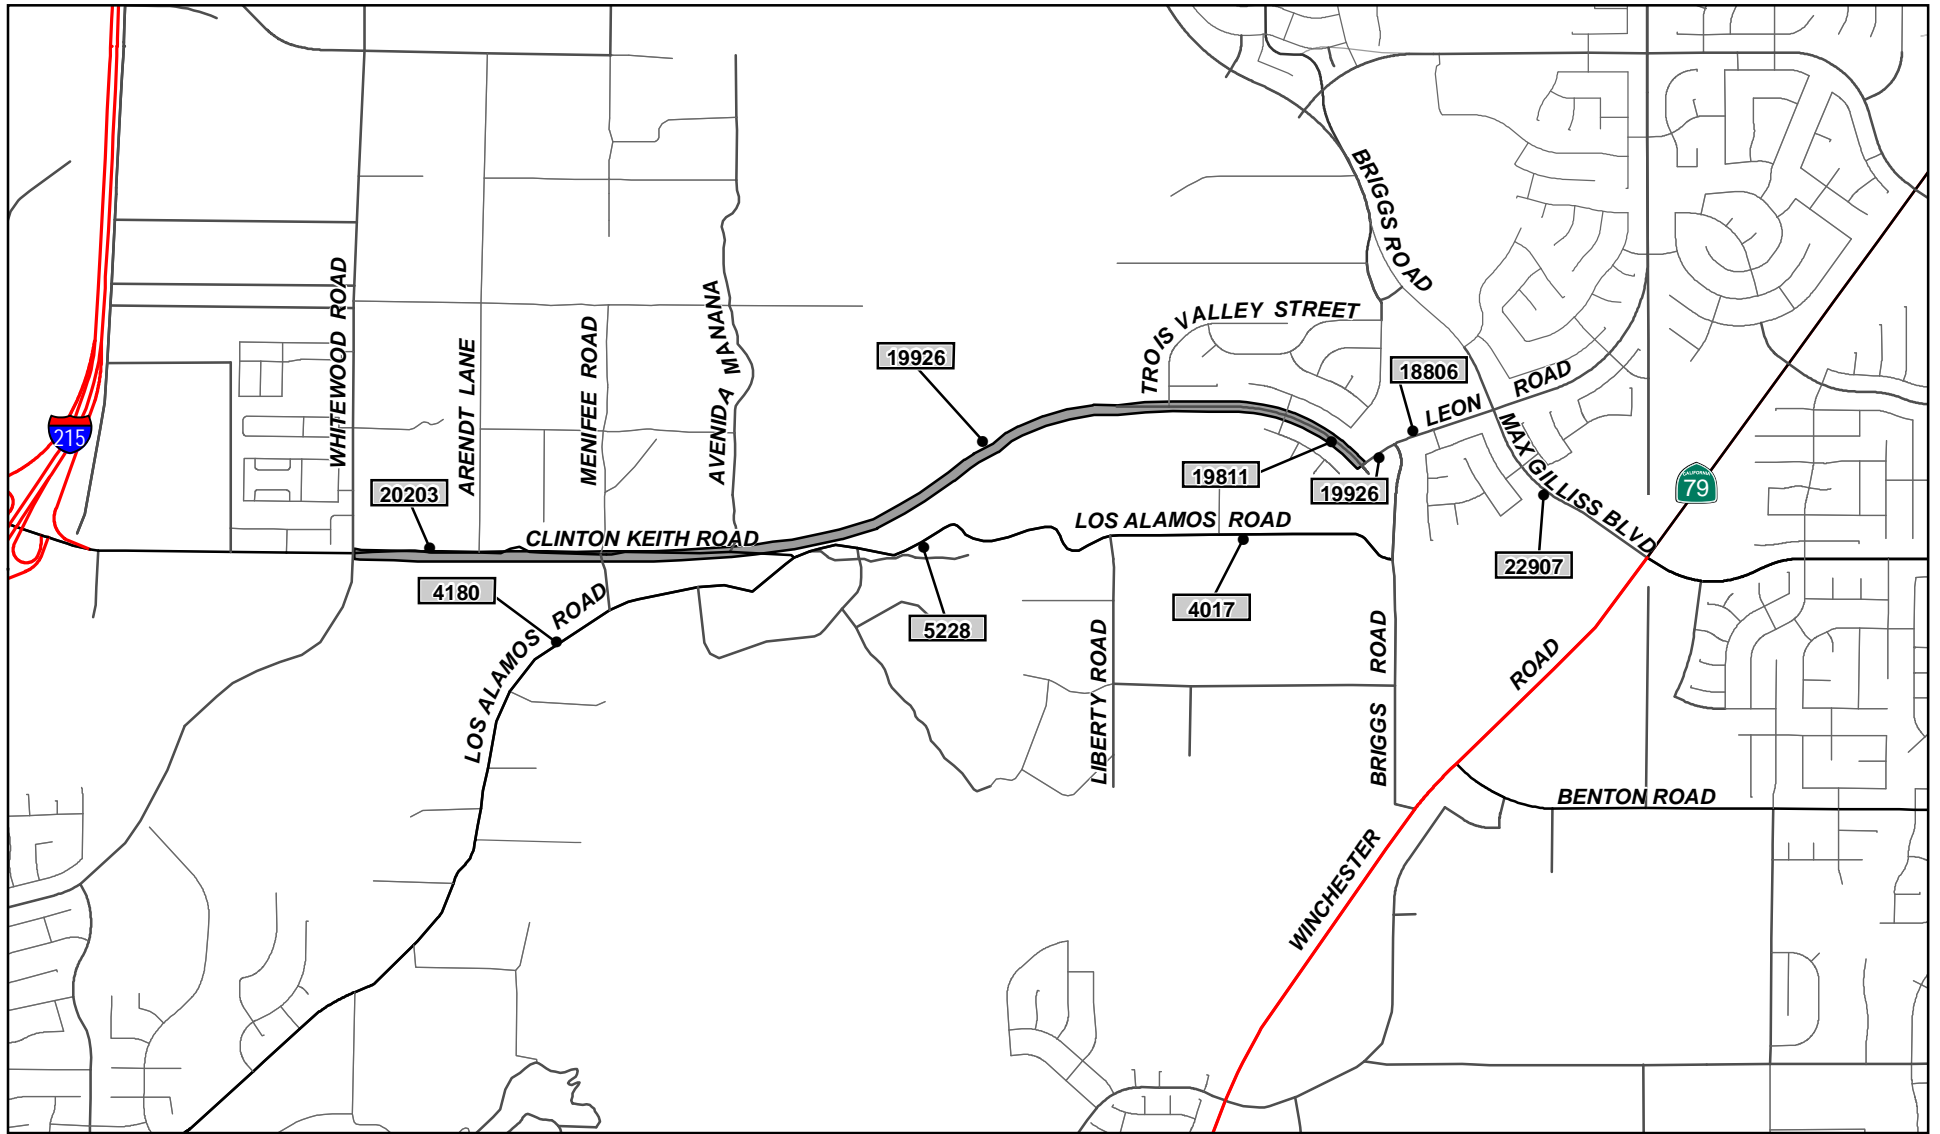 BRIGGS ROAD
WHITEWOOD ROAD
AVENIDA MANANA
TROIS VALLEY STREET
MENIFEE ROAD
ARENDT LANE
19926
18806
LEON ROAD
215
MAX GILLISS BLVD
19811
19926
CALIFORNIA
79
20203
CLINTON KEITH ROAD
LOS ALAMOS ROAD
22907
4180
4017
5228
LOS ALAMOS ROAD
LIBERTY ROAD
BRIGGS ROAD
WINCHESTER ROAD
BENTON ROAD